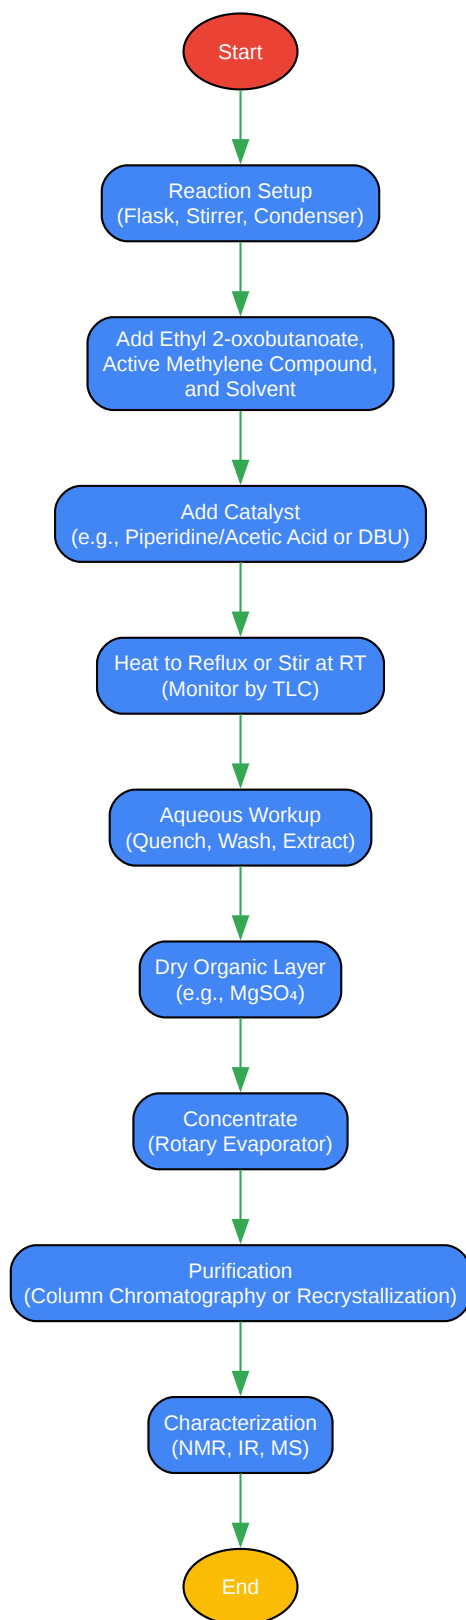 Start
Reaction Setup
(Flask, Stirrer, Condenser)
Add Ethyl 2-oxobutanoate,
Active Methylene Compound,
and Solvent
Add Catalyst
(e.g., Piperidine/Acetic Acid or DBU)
Heat to Reflux or Stir at RT
(Monitor by TLC)
Aqueous Workup
(Quench, Wash, Extract)
Dry Organic Layer
(e.g., MgSO₄)
Concentrate
(Rotary Evaporator)
Purification
(Column Chromatography or Recrystallization)
Characterization
(NMR, IR, MS)
End